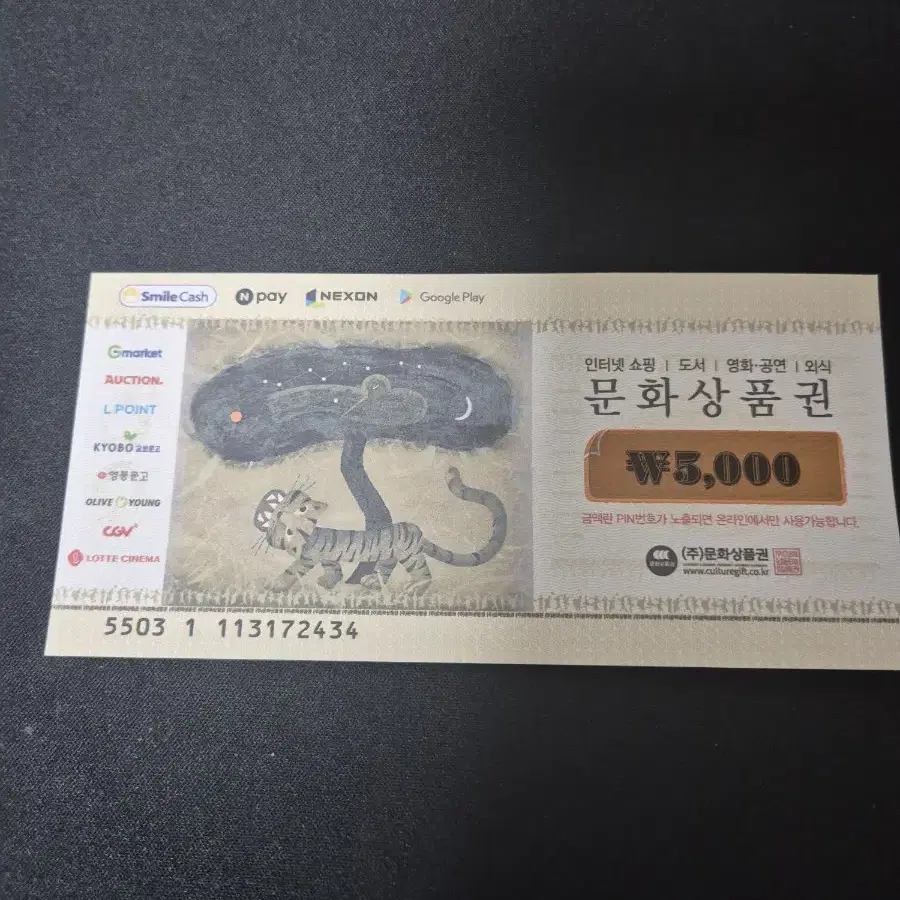 SmileCash N pay NEXON Google Play
Gmarket
AUCTION.
L.POINT
KYOBO 교보문고
영풍문고
OLIVE YOUNG
CGV
LOTTE CINEMA
인터넷 쇼핑 | 도서 | 영화·공연 | 외식
문화상품권
₩5,000
금액란 PIN번호가 노출되면 온라인에서만 사용가능합니다.
(주)문화상품권
www.culturegift.co.kr
5503 1 113172434